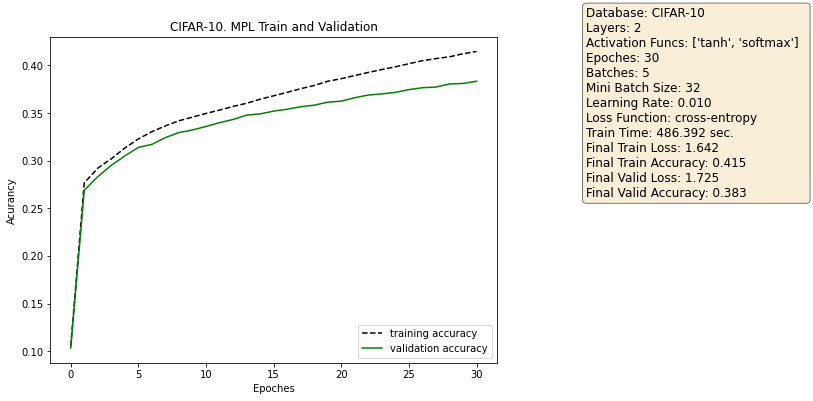 CIFAR-10. MPL Train and Validation
Acurancy
0.40
0.35
0.30
0.25
0.20
0.15
0.10
0 5 10 15 20 25 30
Epoches
training accuracy
validation accuracy
Database: CIFAR-10
Layers: 2
Activation Funcs: ['tanh', 'softmax']
Epoches: 30
Batches: 5
Mini Batch Size: 32
Learning Rate: 0.010
Loss Function: cross-entropy
Train Time: 486.392 sec.
Final Train Loss: 1.642
Final Train Accuracy: 0.415
Final Valid Loss: 1.725
Final Valid Accuracy: 0.383